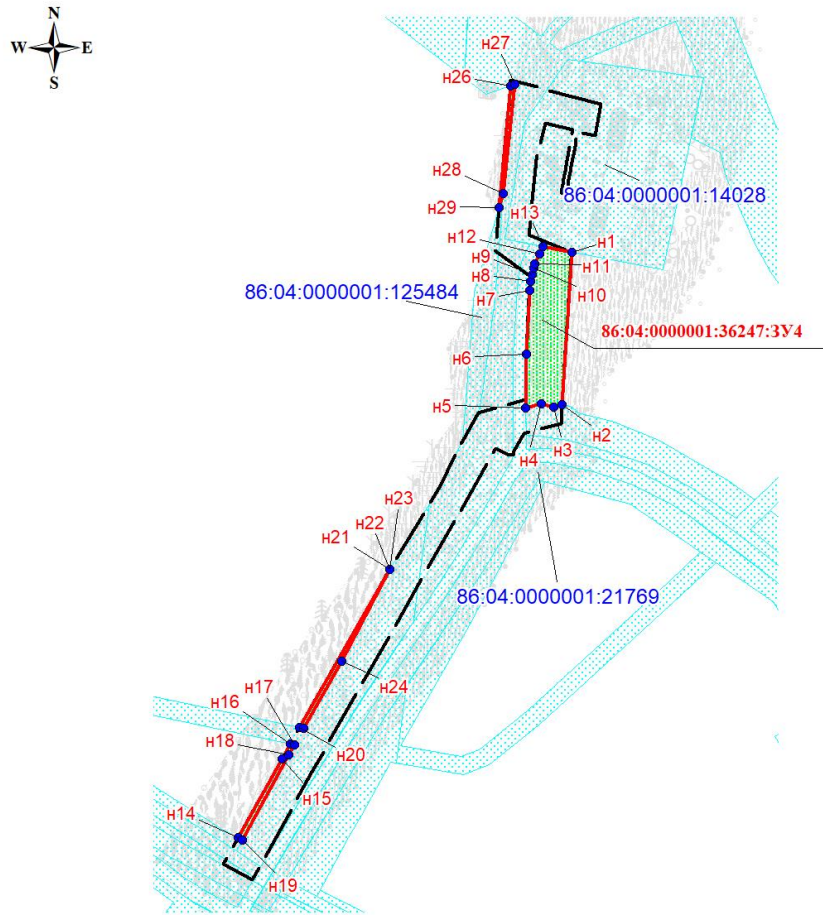 N
W E
S
н27
н26
н28
86:04:0000001:14028
н29
н13
н1
н12
н9
н11
н8
н10
86:04:0000001:125484
н7
86:04:0000001:36247:ЗУ4
н6
н5
н2
н4
н3
н23
н22
н21
86:04:0000001:21769
н24
н17
н16
н18
н20
н15
н14
н19